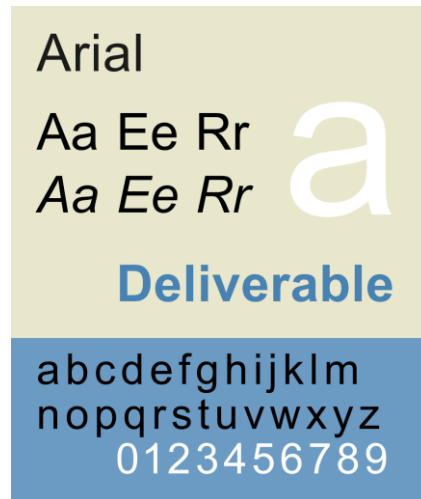 Arial
Aa Ee Rr
Aa Ee Rr
a
Deliverable
abcdefghijklm
nopqrstuvwxyz
0123456789